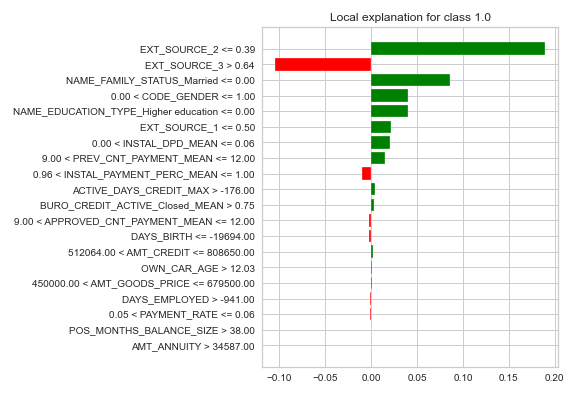 Local explanation for class 1.0
EXT_SOURCE_2 <= 0.39
EXT_SOURCE_3 > 0.64
NAME_FAMILY_STATUS_Married <= 0.00
0.00 < CODE_GENDER <= 1.00
NAME_EDUCATION_TYPE_Higher education <= 0.00
EXT_SOURCE_1 <= 0.50
0.00 < INSTAL_DPD_MEAN <= 0.06
9.00 < PREV_CNT_PAYMENT_MEAN <= 12.00
0.96 < INSTAL_PAYMENT_PERC_MEAN <= 1.00
ACTIVE_DAYS_CREDIT_MAX > -176.00
BURO_CREDIT_ACTIVE_Closed_MEAN > 0.75
9.00 < APPROVED_CNT_PAYMENT_MEAN <= 12.00
DAYS_BIRTH <= -19694.00
512064.00 < AMT_CREDIT <= 808650.00
OWN_CAR_AGE > 12.03
450000.00 < AMT_GOODS_PRICE <= 679500.00
DAYS_EMPLOYED > -941.00
0.05 < PAYMENT_RATE <= 0.06
POS_MONTHS_BALANCE_SIZE > 38.00
AMT_ANNUITY > 34587.00
−0.10 −0.05 0.00 0.05 0.10 0.15 0.20